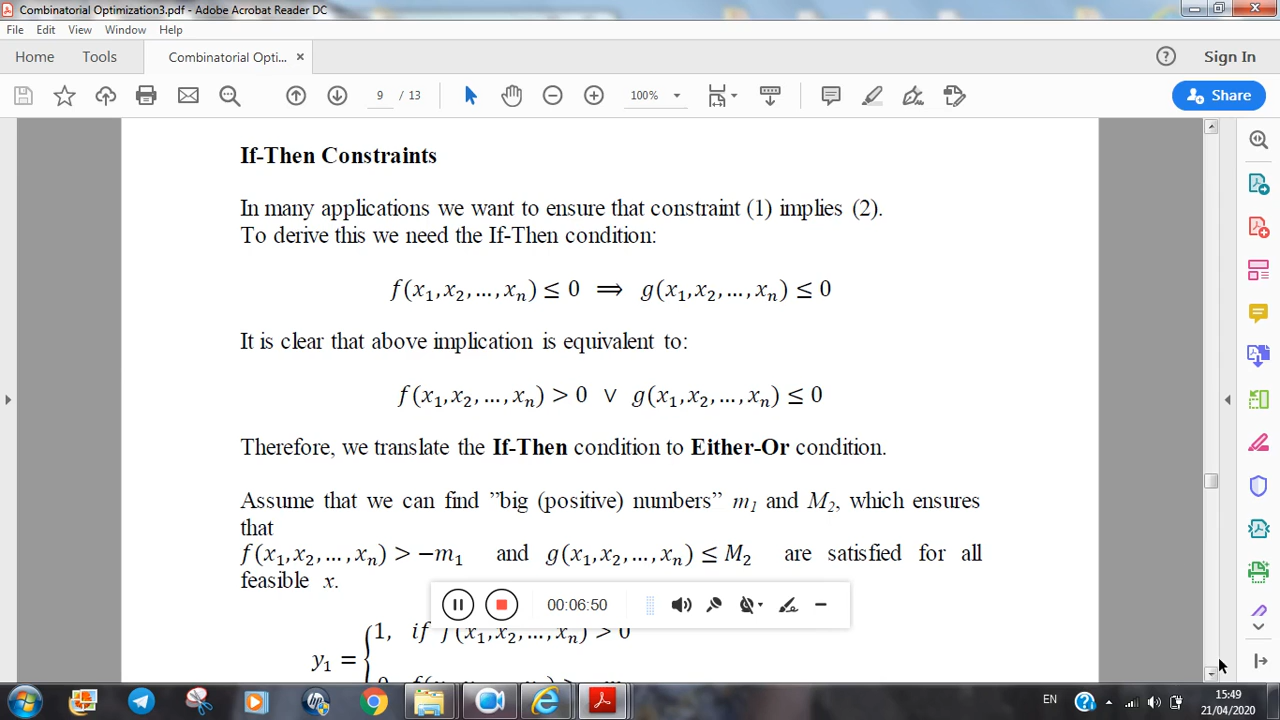 Combinatorial Optimization3.pdf - Adobe Acrobat Reader DC
File Edit View Window Help
Home Tools Combinatorial Opti... × Sign In
9 / 13 100% Share
If-Then Constraints
In many applications we want to ensure that constraint (1) implies (2).
To derive this we need the If-Then condition:
f(x₁,x₂,…,xₙ) ≤ 0 ⟹ g(x₁,x₂,…,xₙ) ≤ 0
It is clear that above implication is equivalent to:
f(x₁,x₂,…,xₙ) > 0 ∨ g(x₁,x₂,…,xₙ) ≤ 0
Therefore, we translate the If-Then condition to Either-Or condition.
Assume that we can find ”big (positive) numbers” m₁ and M₂, which ensures
that
f(x₁,x₂,…,xₙ) > −m₁ and g(x₁,x₂,…,xₙ) ≤ M₂ are satisfied for all
feasible x.
00:06:50
1, if f(x₁,x₂,…,xₙ) > 0
y₁ = {
EN 15:49
21/04/2020